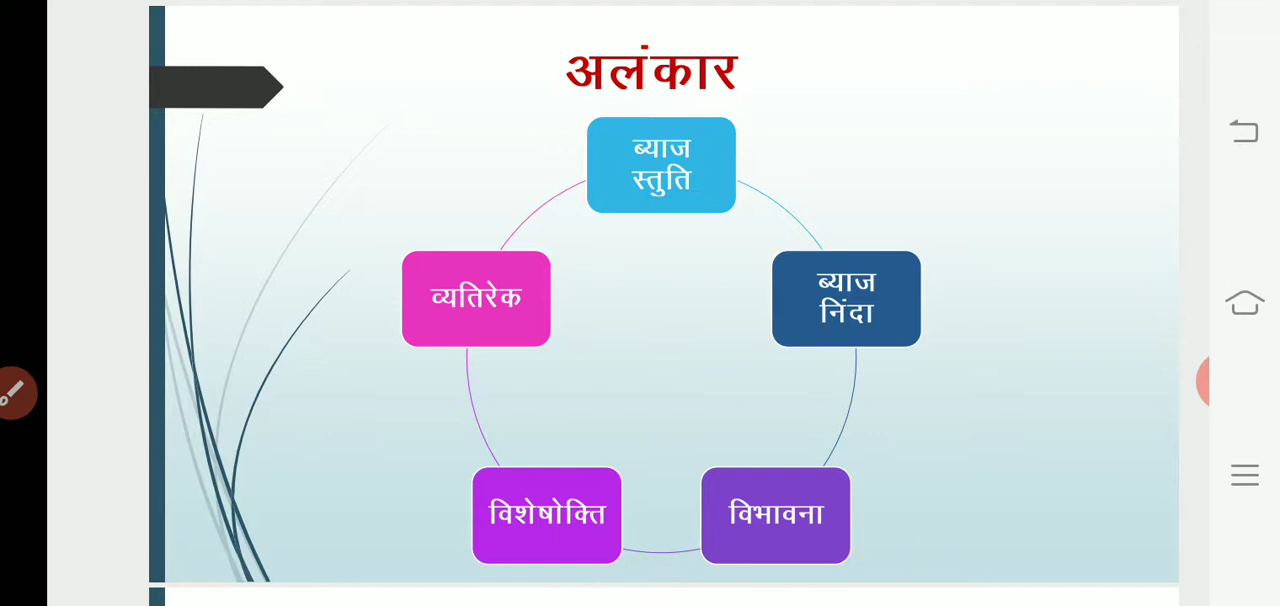 अलंकार
ब्याज
स्तुति
ब्याज
निंदा
विभावना
विशेषोक्ति
व्यतिरेक